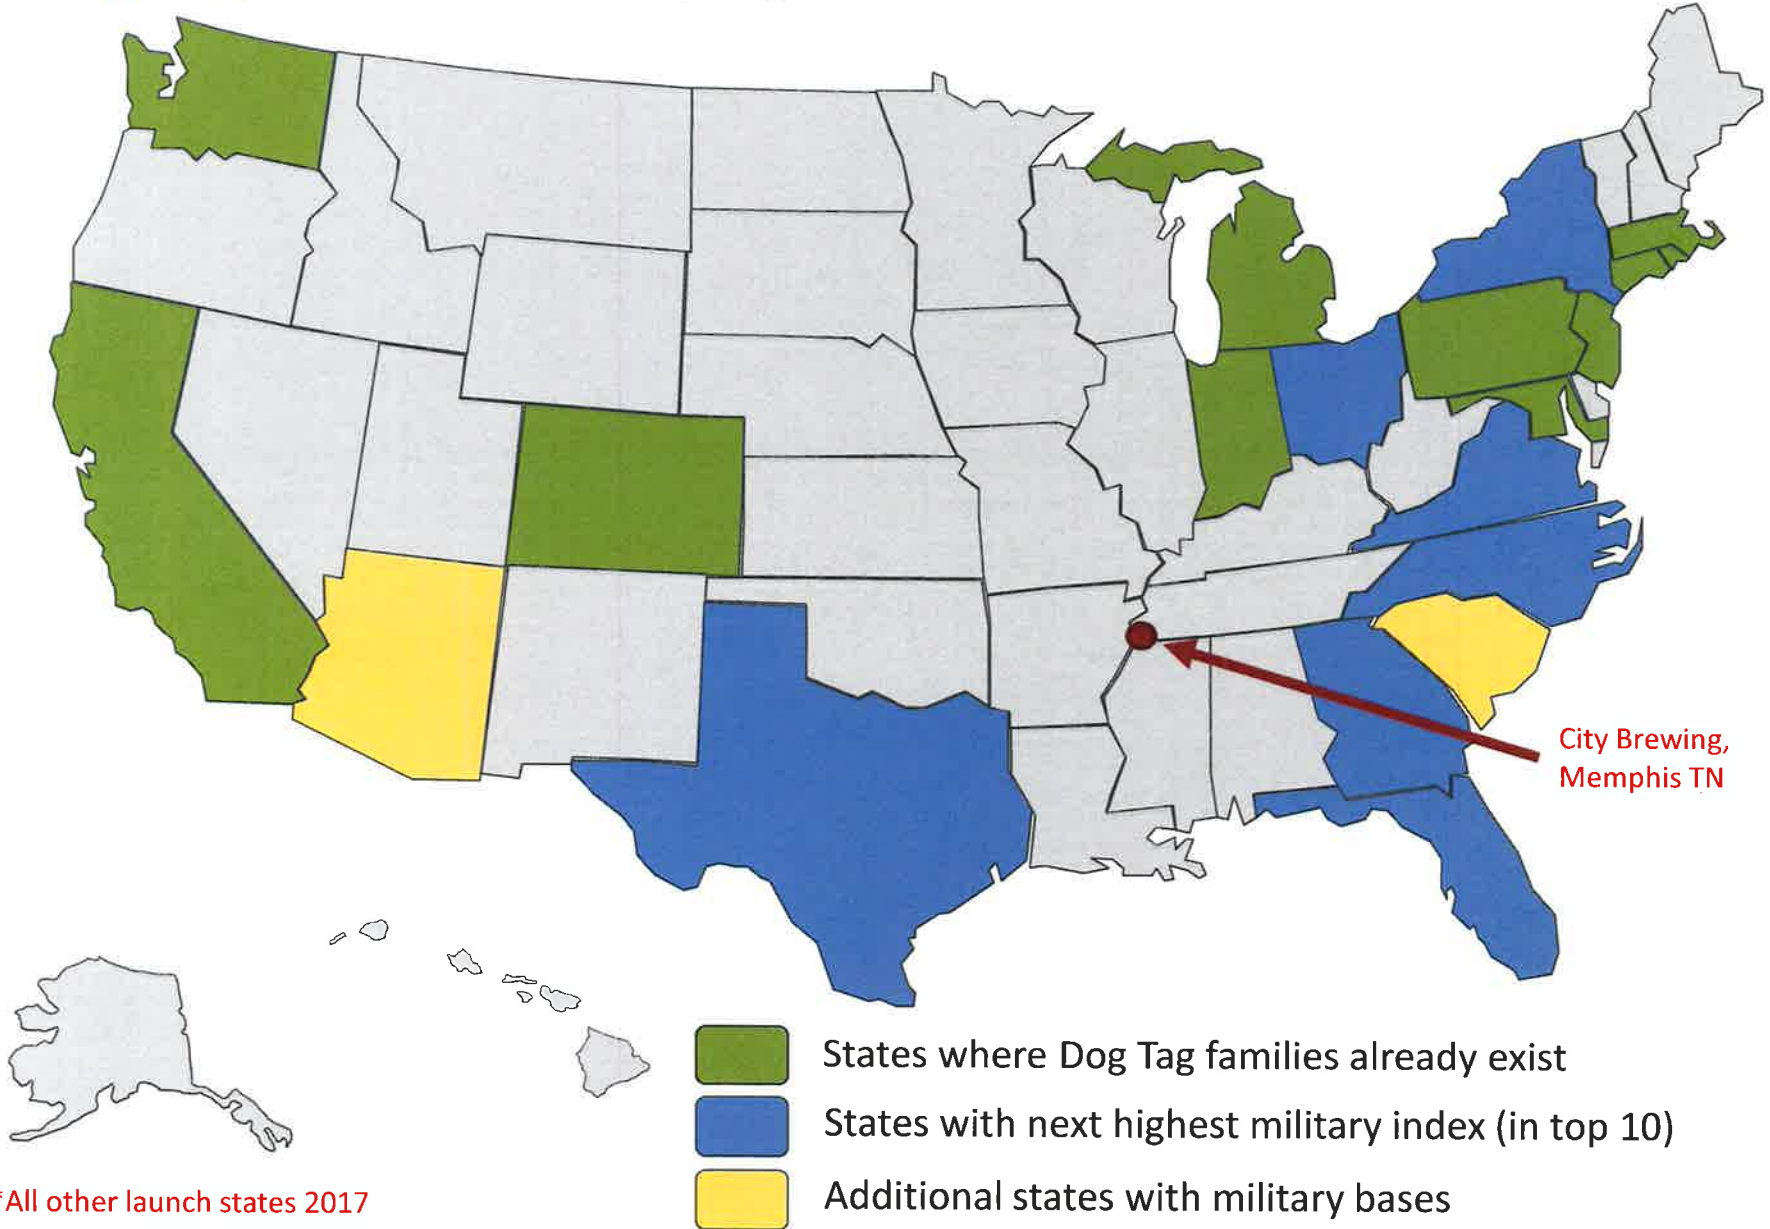 City Brewing,
Memphis TN
States where Dog Tag families already exist
States with next highest military index (in top 10)
Additional states with military bases
*All other launch states 2017